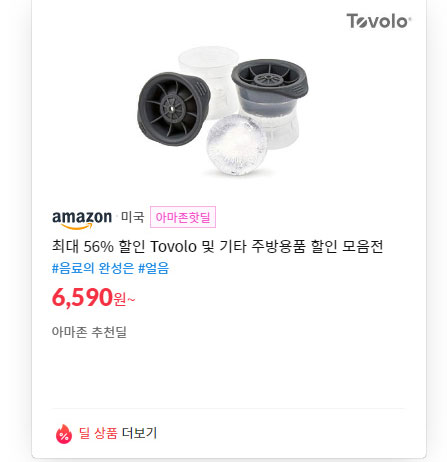 Tovolo
amazon · 미국 아마존핫딜
최대 56% 할인 Tovolo 및 기타 주방용품 할인 모음전
#음료의 완성은 #얼음
6,590원~
아마존 추천딜
딜 상품 더보기